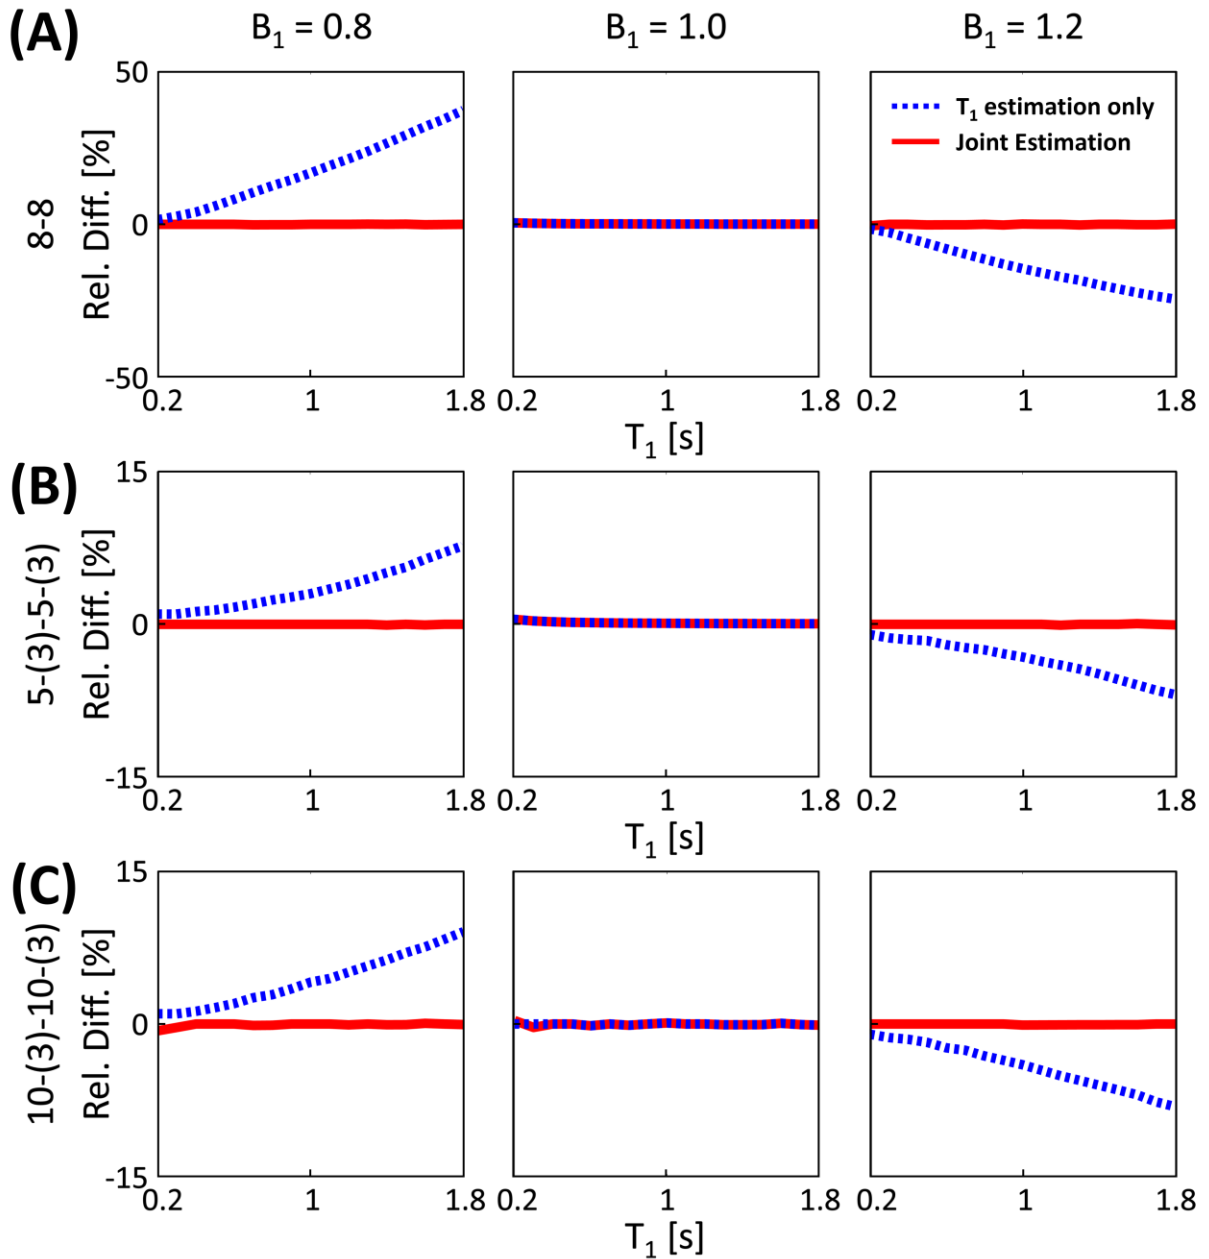 (A)
B₁ = 0.8
B₁ = 1.0
B₁ = 1.2
8-8
Rel. Diff. [%]
50
0
-50
T₁ estimation only
Joint Estimation
0.2 1 1.8
0.2 1 1.8
0.2 1 1.8
T₁ [s]
(B)
5-(3)-5-(3)
Rel. Diff. [%]
15
0
-15
0.2 1 1.8
0.2 1 1.8
0.2 1 1.8
T₁ [s]
(C)
10-(3)-10-(3)
Rel. Diff. [%]
15
0
-15
0.2 1 1.8
0.2 1 1.8
0.2 1 1.8
T₁ [s]